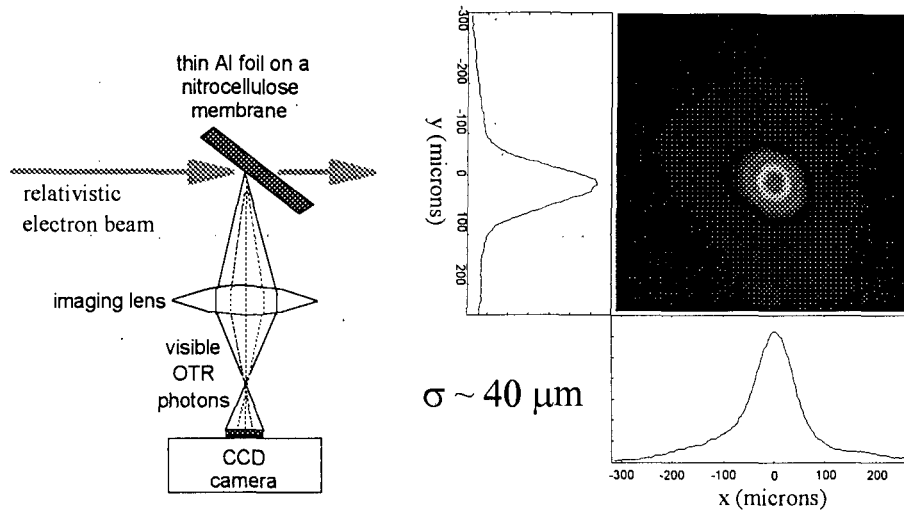 thin Al foil on a
nitrocellulose
membrane
relativistic
electron beam
imaging lens
visible
OTR
photons
CCD
camera
-300
-200
-100
0
100
200
y (microns)
σ ~ 40 μm
-300 -200 -100 0 100 200
x (microns)